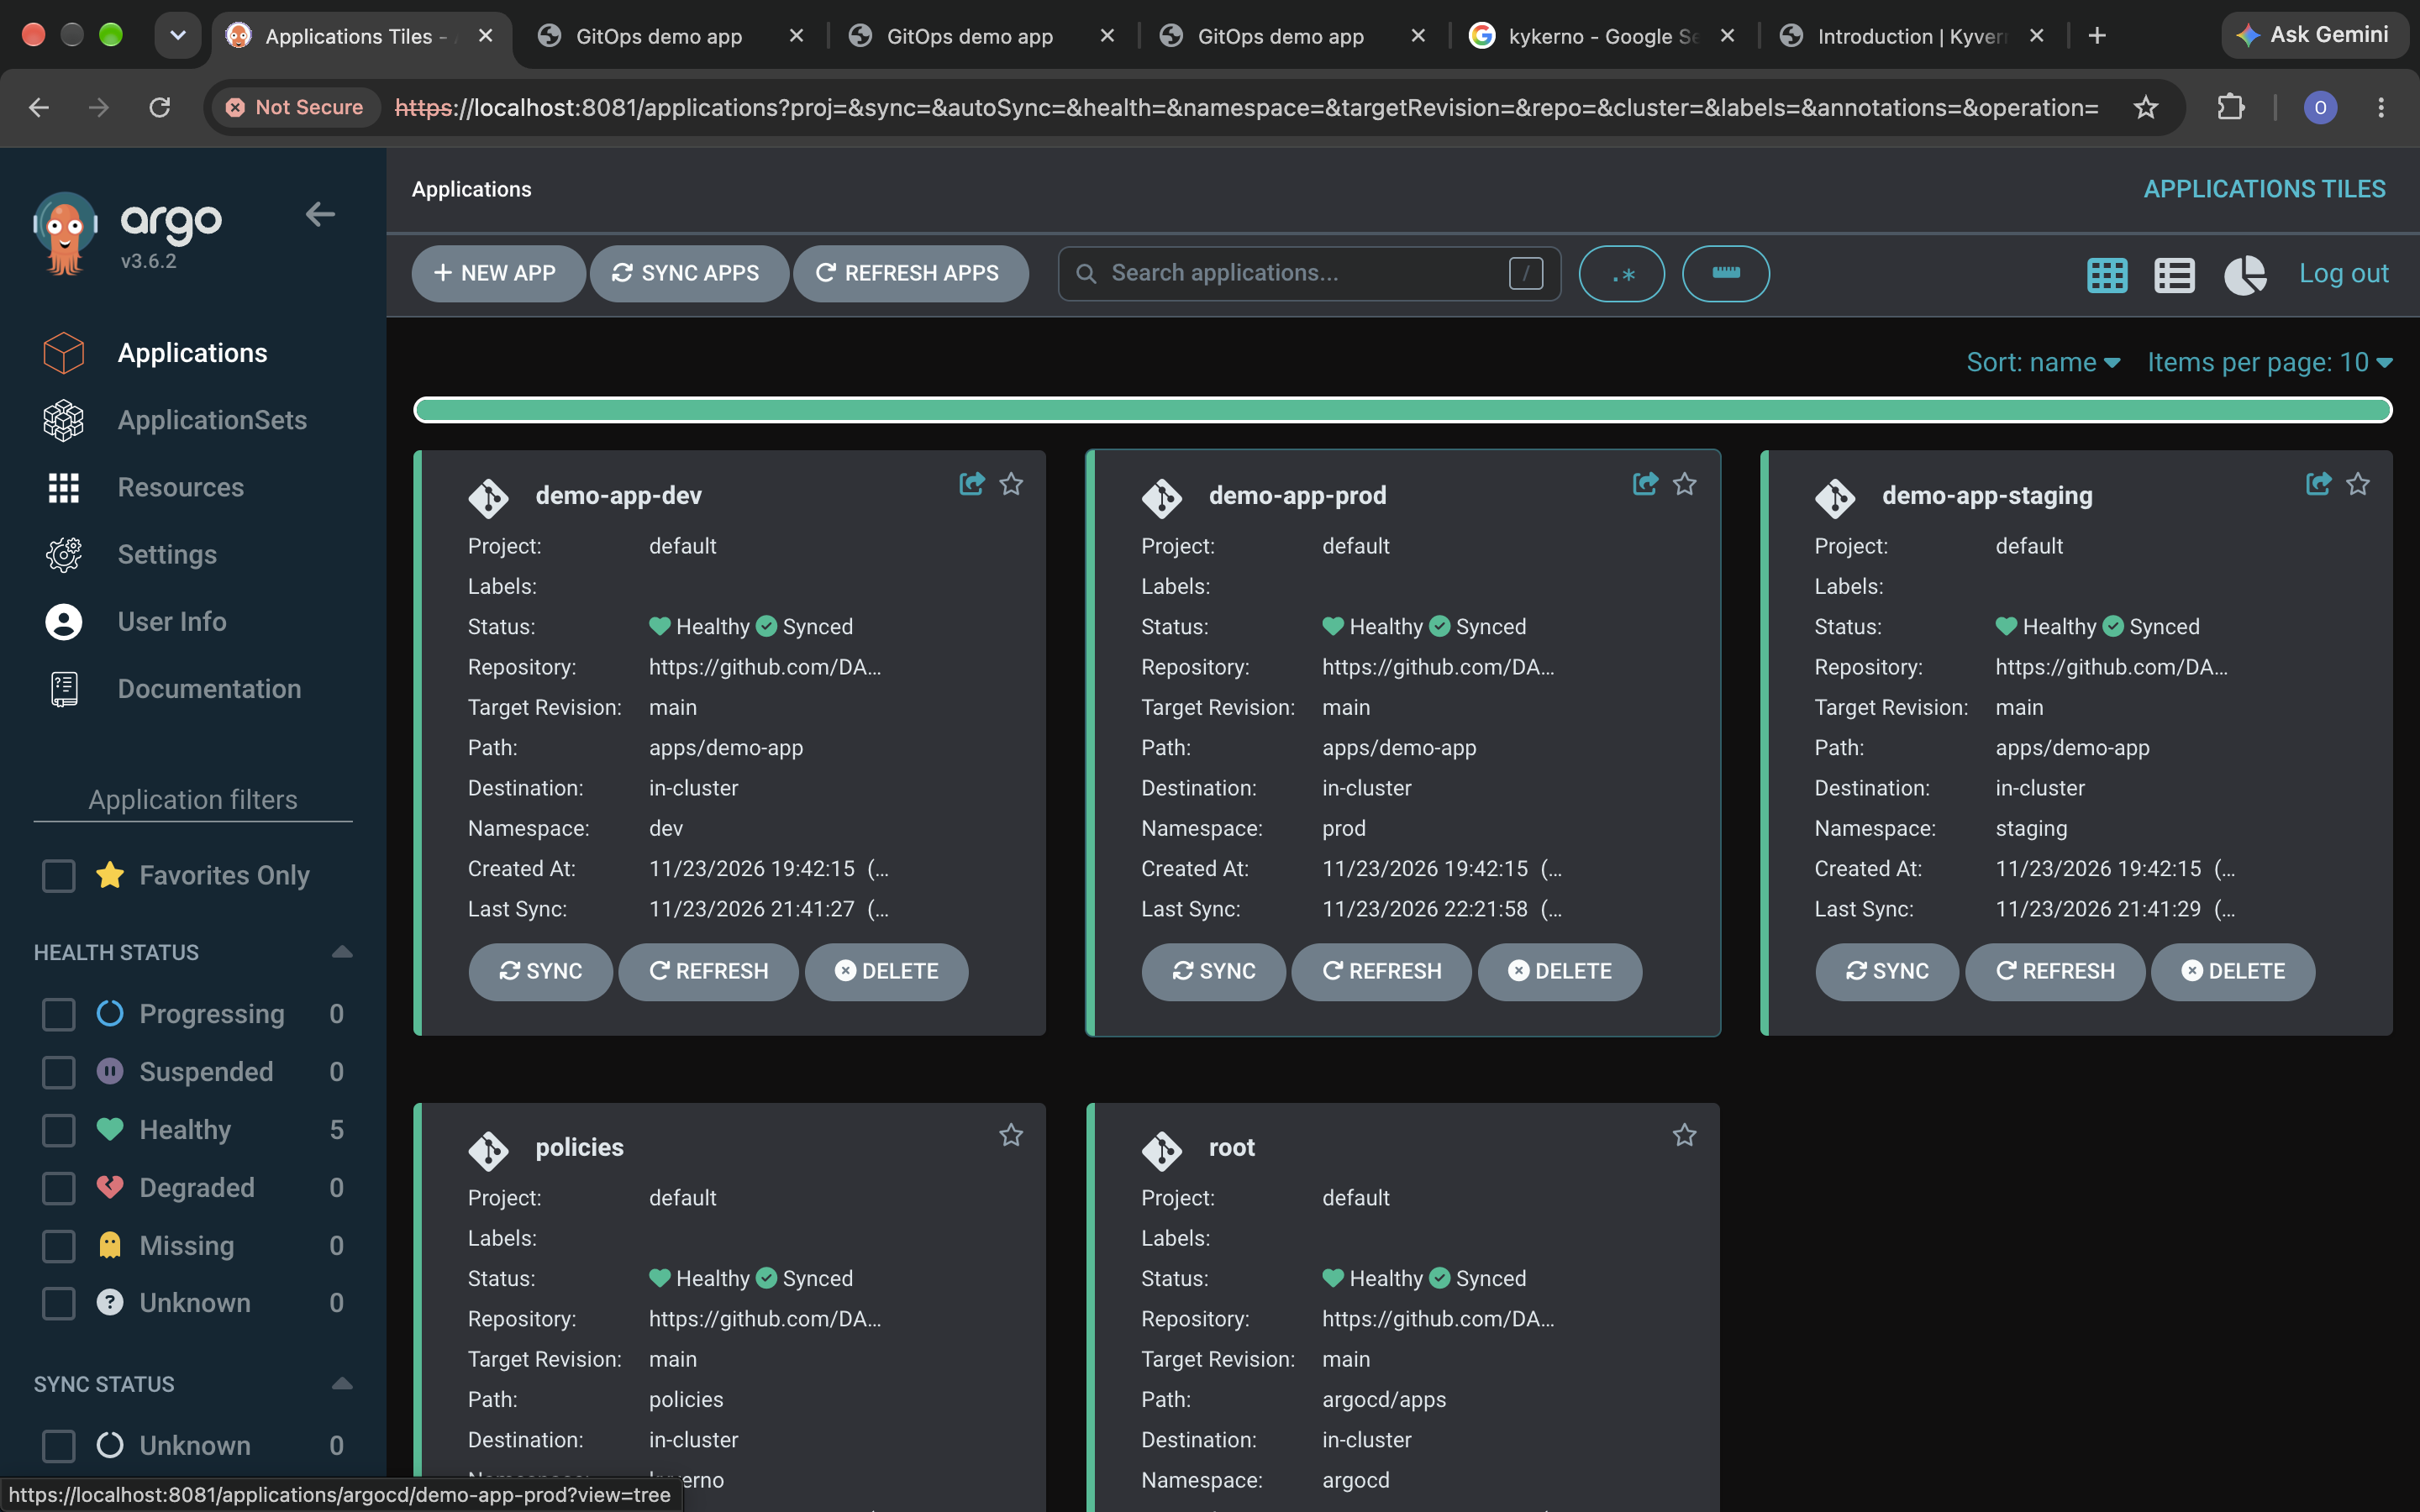 Applications Tiles -
GitOps demo app
GitOps demo app
GitOps demo app
kykerno - Google Se
Introduction | Kyver
Ask Gemini
Not Secure
https://localhost:8081/applications?proj=&sync=&autoSync=&health=&namespace=&targetRevision=&repo=&cluster=&labels=&annotations=&operation=
O
argo
v3.6.2
Applications
ApplicationSets
Resources
Settings
User Info
Documentation
Application filters
Favorites Only
HEALTH STATUS
Progressing 0
Suspended 0
Healthy 5
Degraded 0
Missing 0
Unknown 0
SYNC STATUS
Unknown 0
Applications
APPLICATIONS TILES
+ NEW APP
SYNC APPS
REFRESH APPS
Search applications...
/
.*
Log out
Sort: name
Items per page: 10
demo-app-dev
Project: default
Labels:
Status: Healthy Synced
Repository: https://github.com/DA...
Target Revision: main
Path: apps/demo-app
Destination: in-cluster
Namespace: dev
Created At: 11/23/2026 19:42:15 (...
Last Sync: 11/23/2026 21:41:27 (...
SYNC
REFRESH
DELETE
demo-app-prod
Project: default
Labels:
Status: Healthy Synced
Repository: https://github.com/DA...
Target Revision: main
Path: apps/demo-app
Destination: in-cluster
Namespace: prod
Created At: 11/23/2026 19:42:15 (...
Last Sync: 11/23/2026 22:21:58 (...
SYNC
REFRESH
DELETE
demo-app-staging
Project: default
Labels:
Status: Healthy Synced
Repository: https://github.com/DA...
Target Revision: main
Path: apps/demo-app
Destination: in-cluster
Namespace: staging
Created At: 11/23/2026 19:42:15 (...
Last Sync: 11/23/2026 21:41:29 (...
SYNC
REFRESH
DELETE
policies
Project: default
Labels:
Status: Healthy Synced
Repository: https://github.com/DA...
Target Revision: main
Path: policies
Destination: in-cluster
root
Project: default
Labels:
Status: Healthy Synced
Repository: https://github.com/DA...
Target Revision: main
Path: argocd/apps
Destination: in-cluster
Namespace: argocd
https://localhost:8081/applications/argocd/demo-app-prod?view=tree